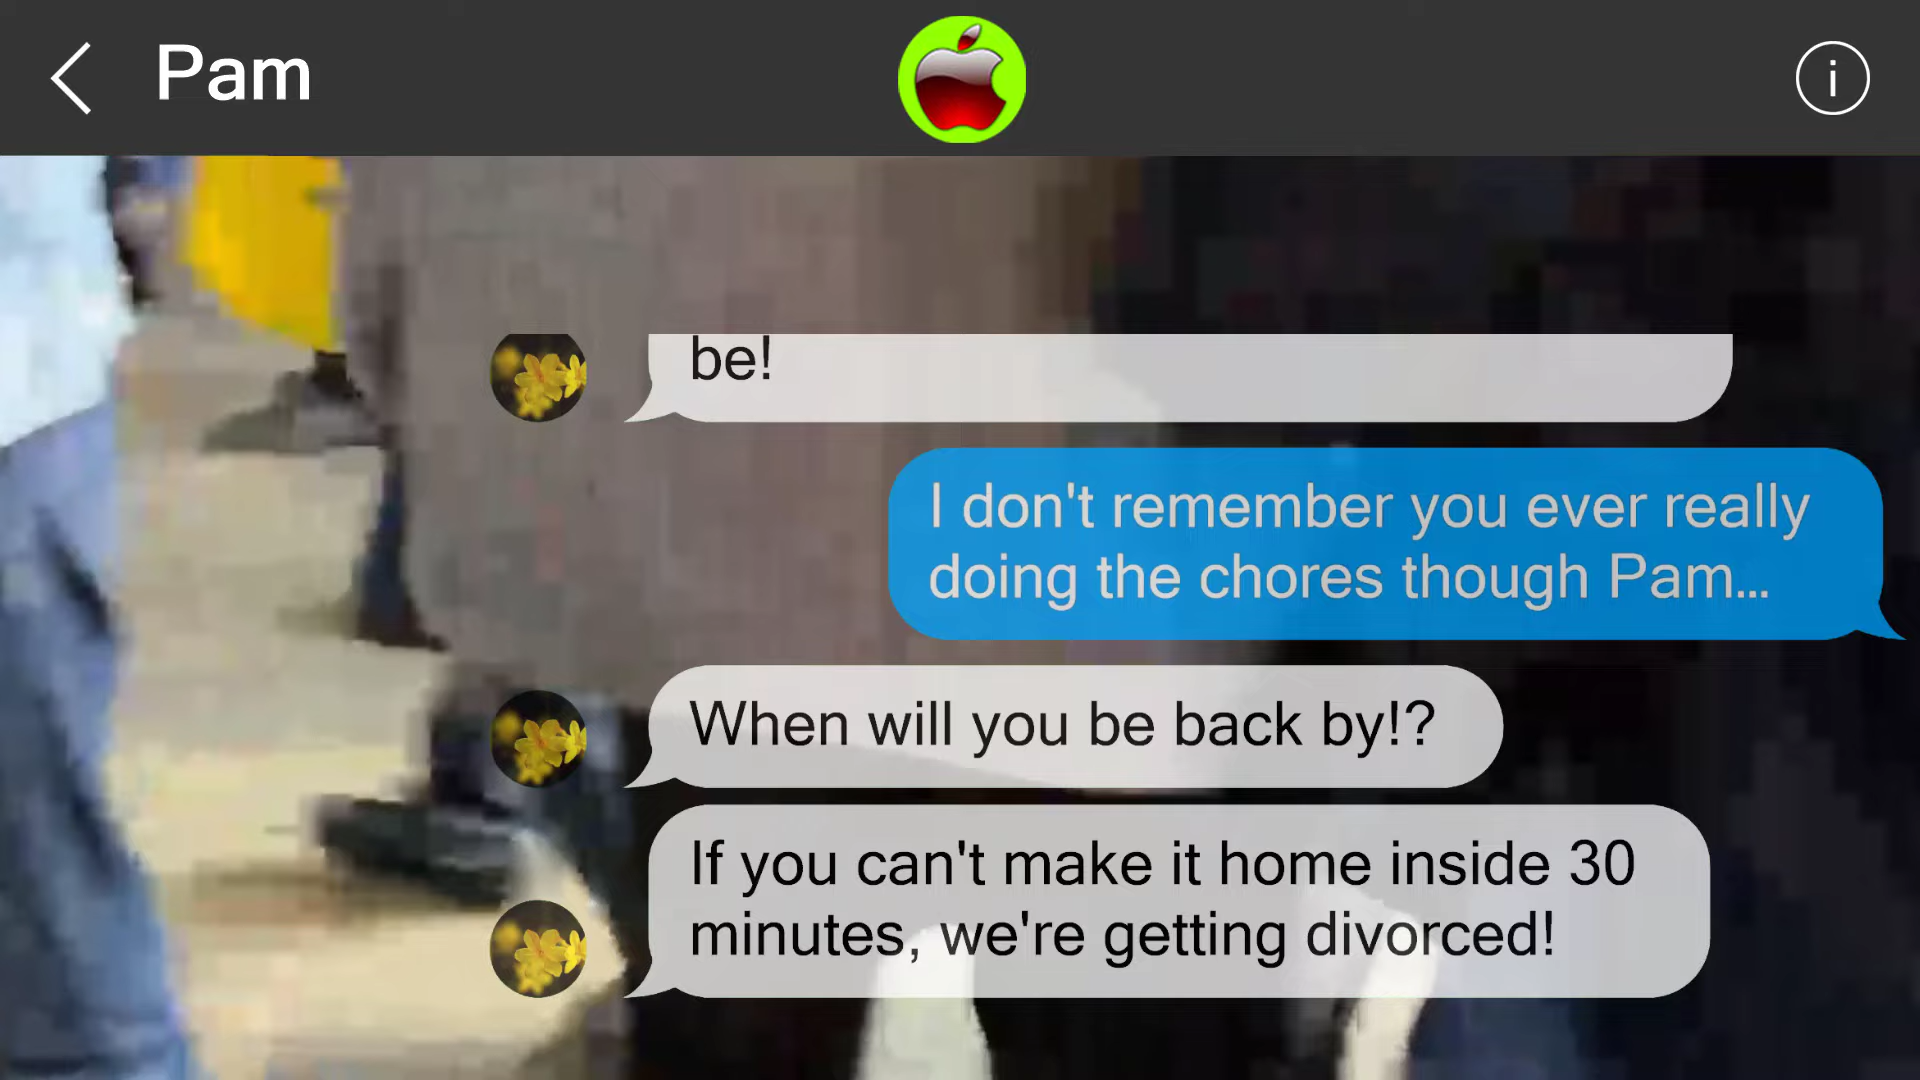 Pam
i
be!
I don't remember you ever really
doing the chores though Pam...
When will you be back by!?
If you can't make it home inside 30
minutes, we're getting divorced!